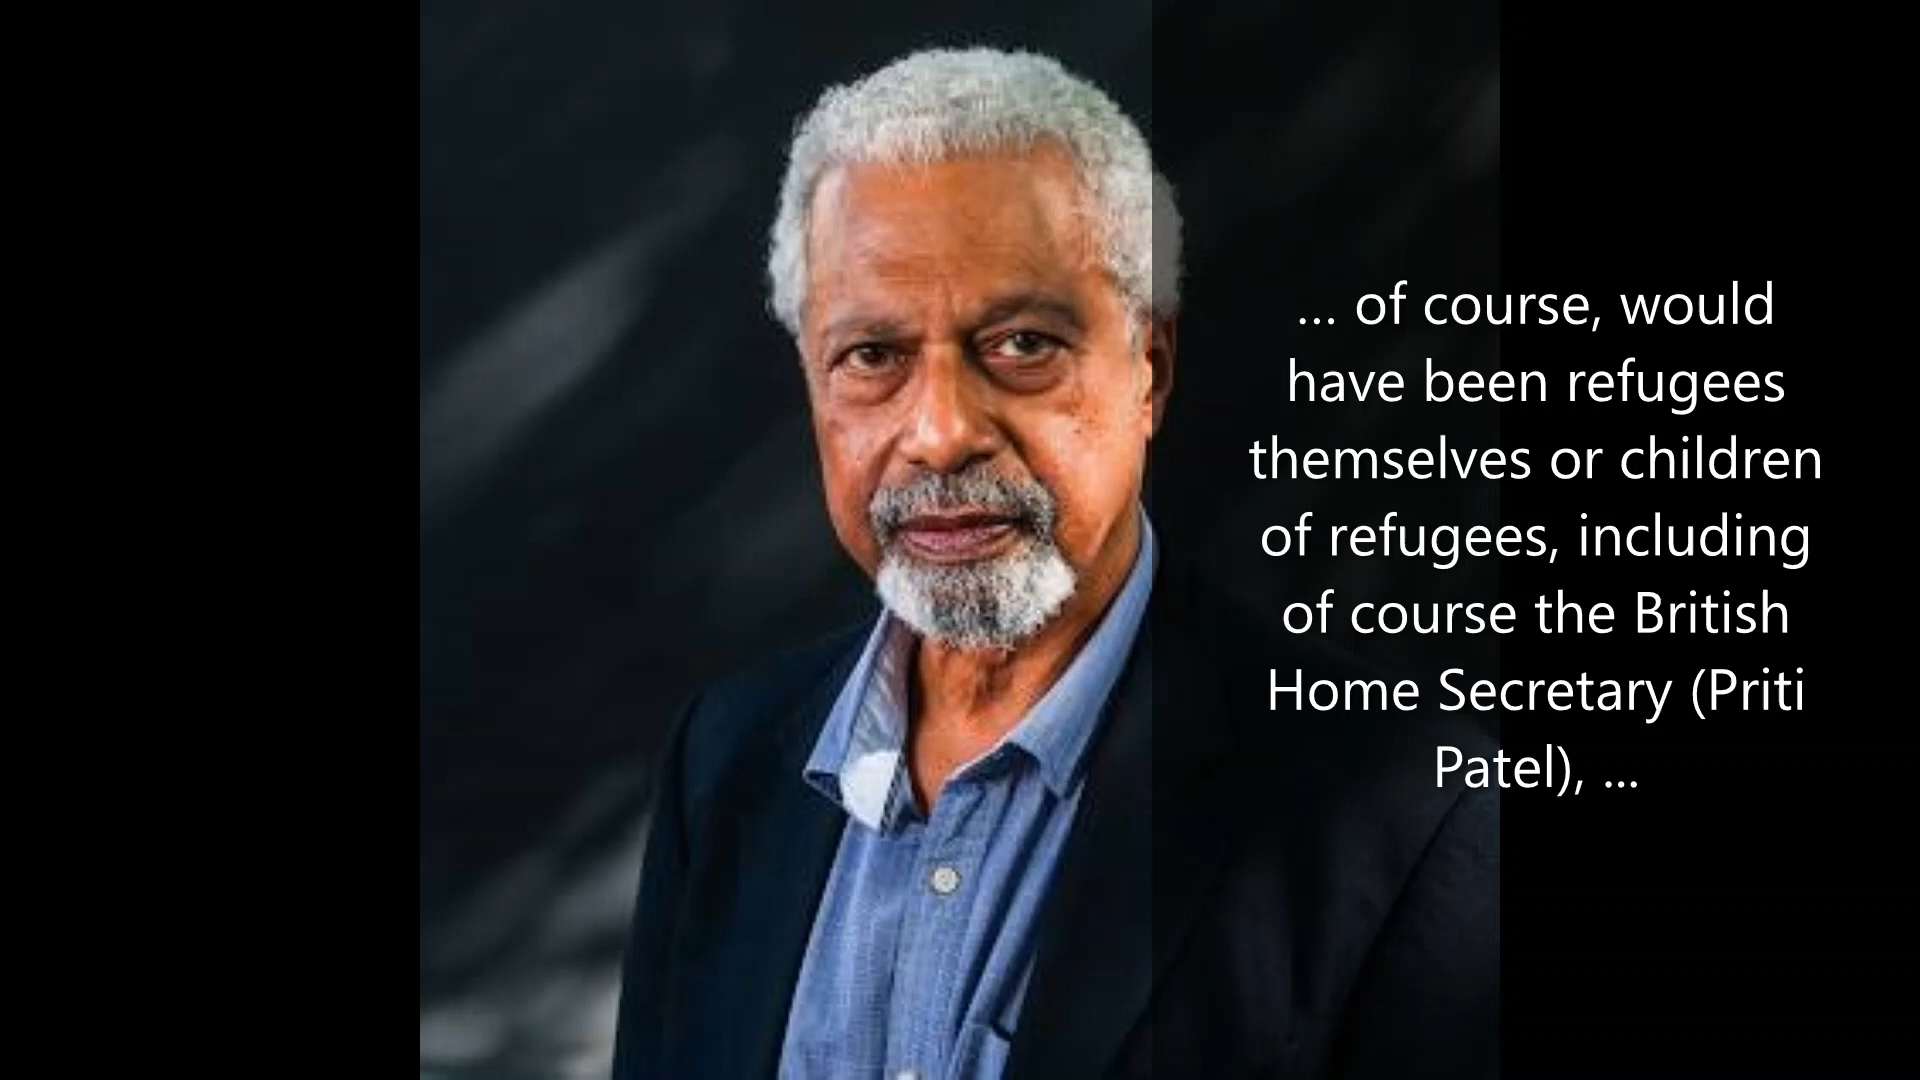 ... of course, would
have been refugees
themselves or children
of refugees, including
of course the British
Home Secretary (Priti
Patel), ...